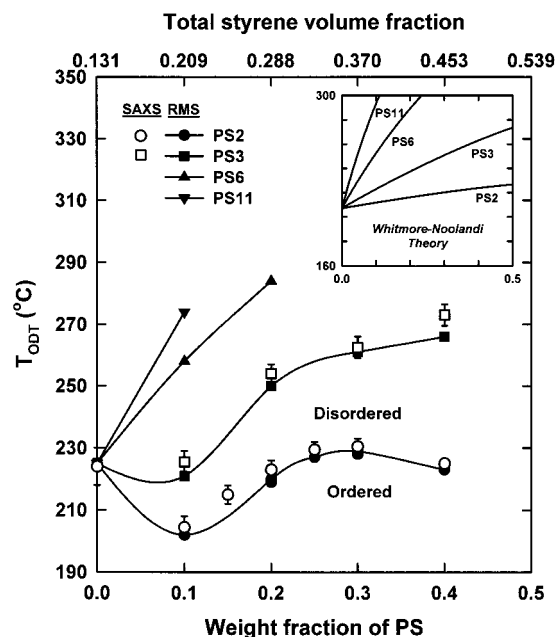 Total styrene volume fraction
0.131 0.209 0.288 0.370 0.453 0.539
350
330
310
290
270
250
230
210
190
T_ODT (°C)
SAXS RMS
PS2
PS3
PS6
PS11
300
PS11
PS6
PS3
PS2
Whitmore-Noolandi
Theory
160
0.0 0.5
Disordered
Ordered
0.0 0.1 0.2 0.3 0.4 0.5
Weight fraction of PS